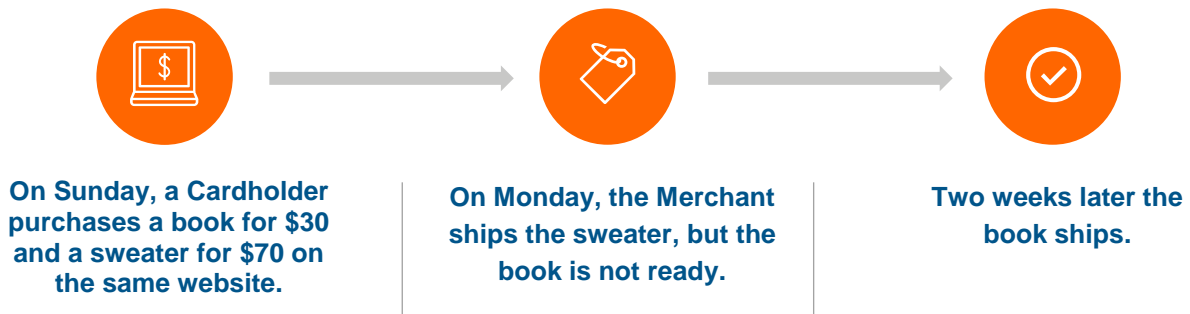 $
On Sunday, a Cardholder
purchases a book for $30
and a sweater for $70 on
the same website.
On Monday, the Merchant
ships the sweater, but the
book is not ready.
Two weeks later the
book ships.